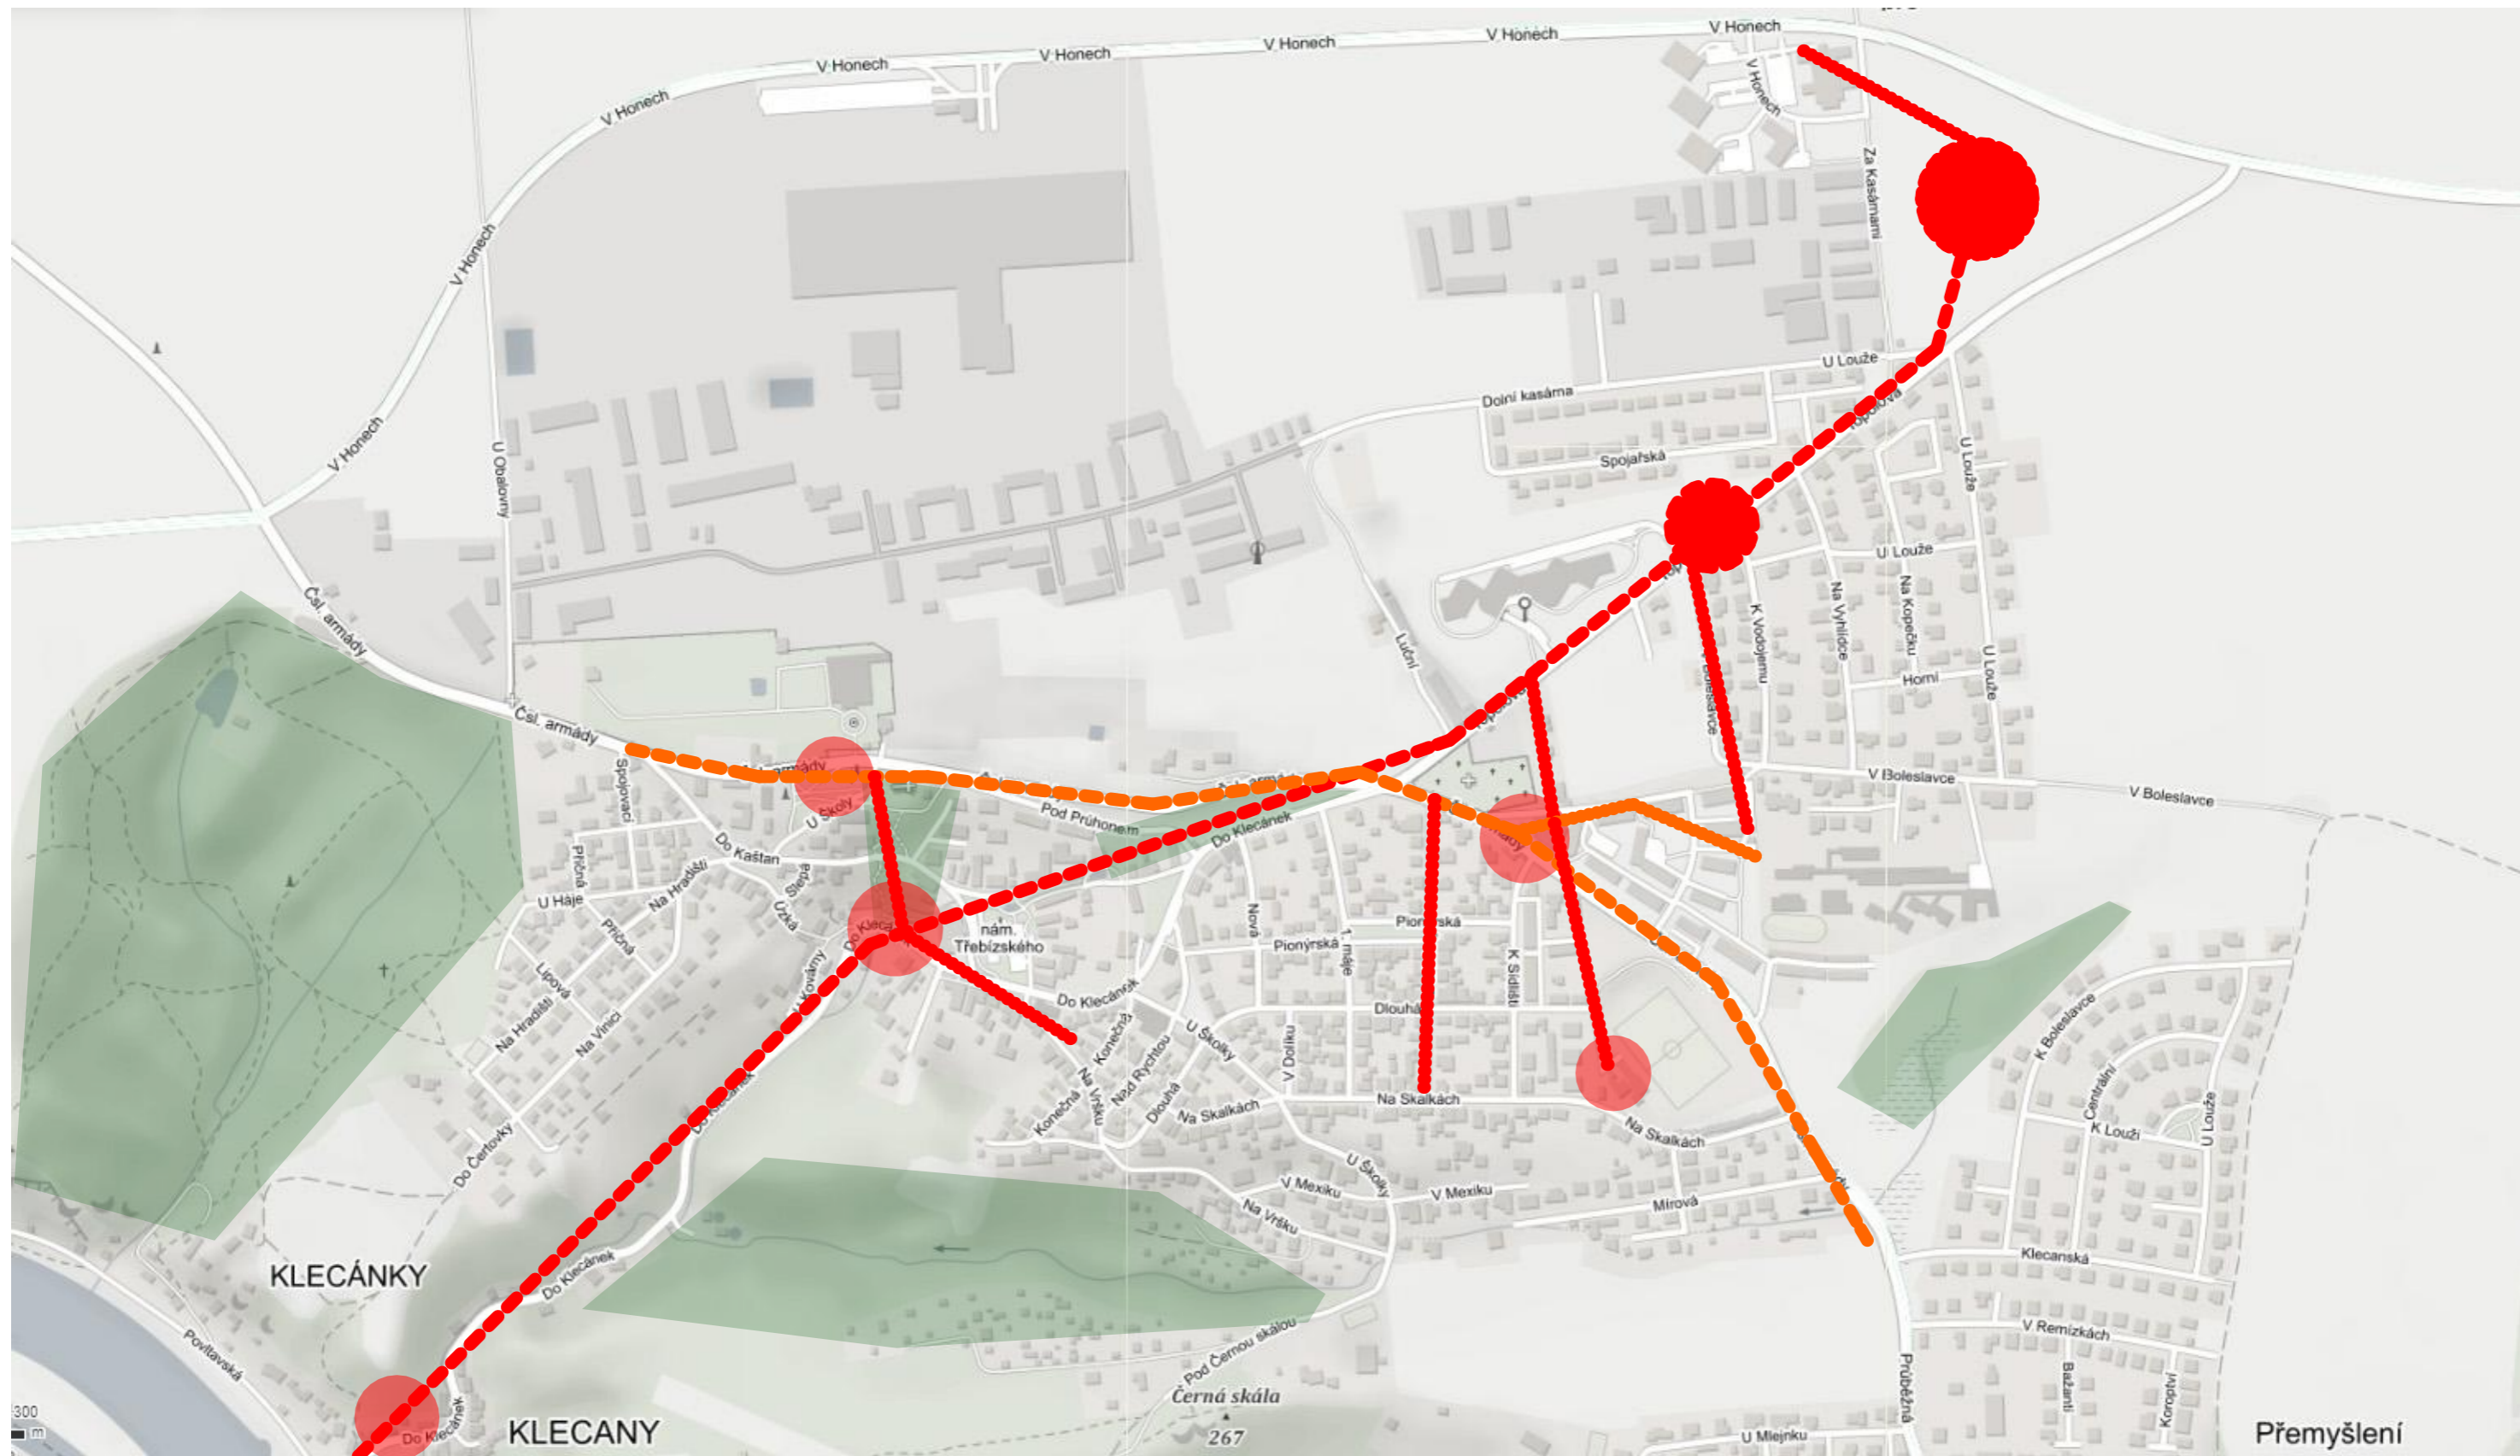 V Honech
V Honech
V Honech
V Honech
V Honech
V Honech
V Honech
V Honech
V Honech
Za Kasárnami
U Obalovny
U Louže
Dolní kasárna
Topolova
Spojařská
U Louže
U Louže
Na Vyhlídce
Na Kopečku
K Vodojemu
Čsl. armády
Luční
Horní
U Louže
V Boleslavce
Čsl. armády
Topolova
Spojovací
V Boleslavce
V Boleslavce
U Školy
Pod Průhonem
Do Klecánek
Do Kaštan
Příčná
Na Hradišti
Slepá
Úzká
U Háje
Příčná
nám.
Třebízského
Nová
Pionýrská
Pionýrská
1. máje
K Sídlišti
U Kovárny
Lipová
Do Klecánek
Dlouhá
Na Hradišti
Na Vinici
Konečná
U Školky
V Dolíku
K Boleslavce
Nad Rychtou
Na Vršku
Konečná
Dlouhá
Na Skalkách
Na Skalkách
Na Skalkách
Centrální
K Louži
U Louže
Do Čertovky
U Školky
V Mexiku
V Mexiku
Mírová
Na Vršku
Do Klecánek
Klecanská
KLECÁNKY
Povltavská
V Remízkách
Pod Černou skálou
Průběžná
Bažantí
Koroptví
Černá skála
267
300
m
Do Klecánek
KLECANY
U Mlejnku
Přemyšlení